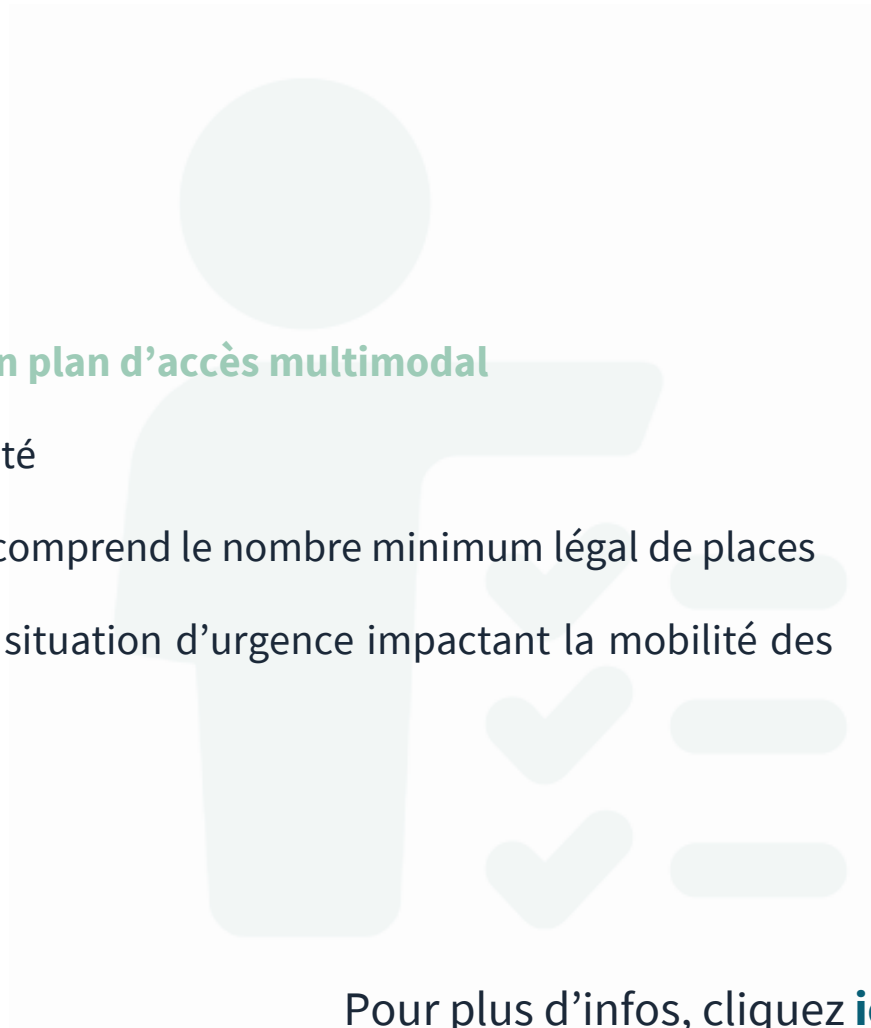 n plan d’accès multimodal
té
comprend le nombre minimum légal de places
situation d’urgence impactant la mobilité des
Pour plus d’infos, cliquez